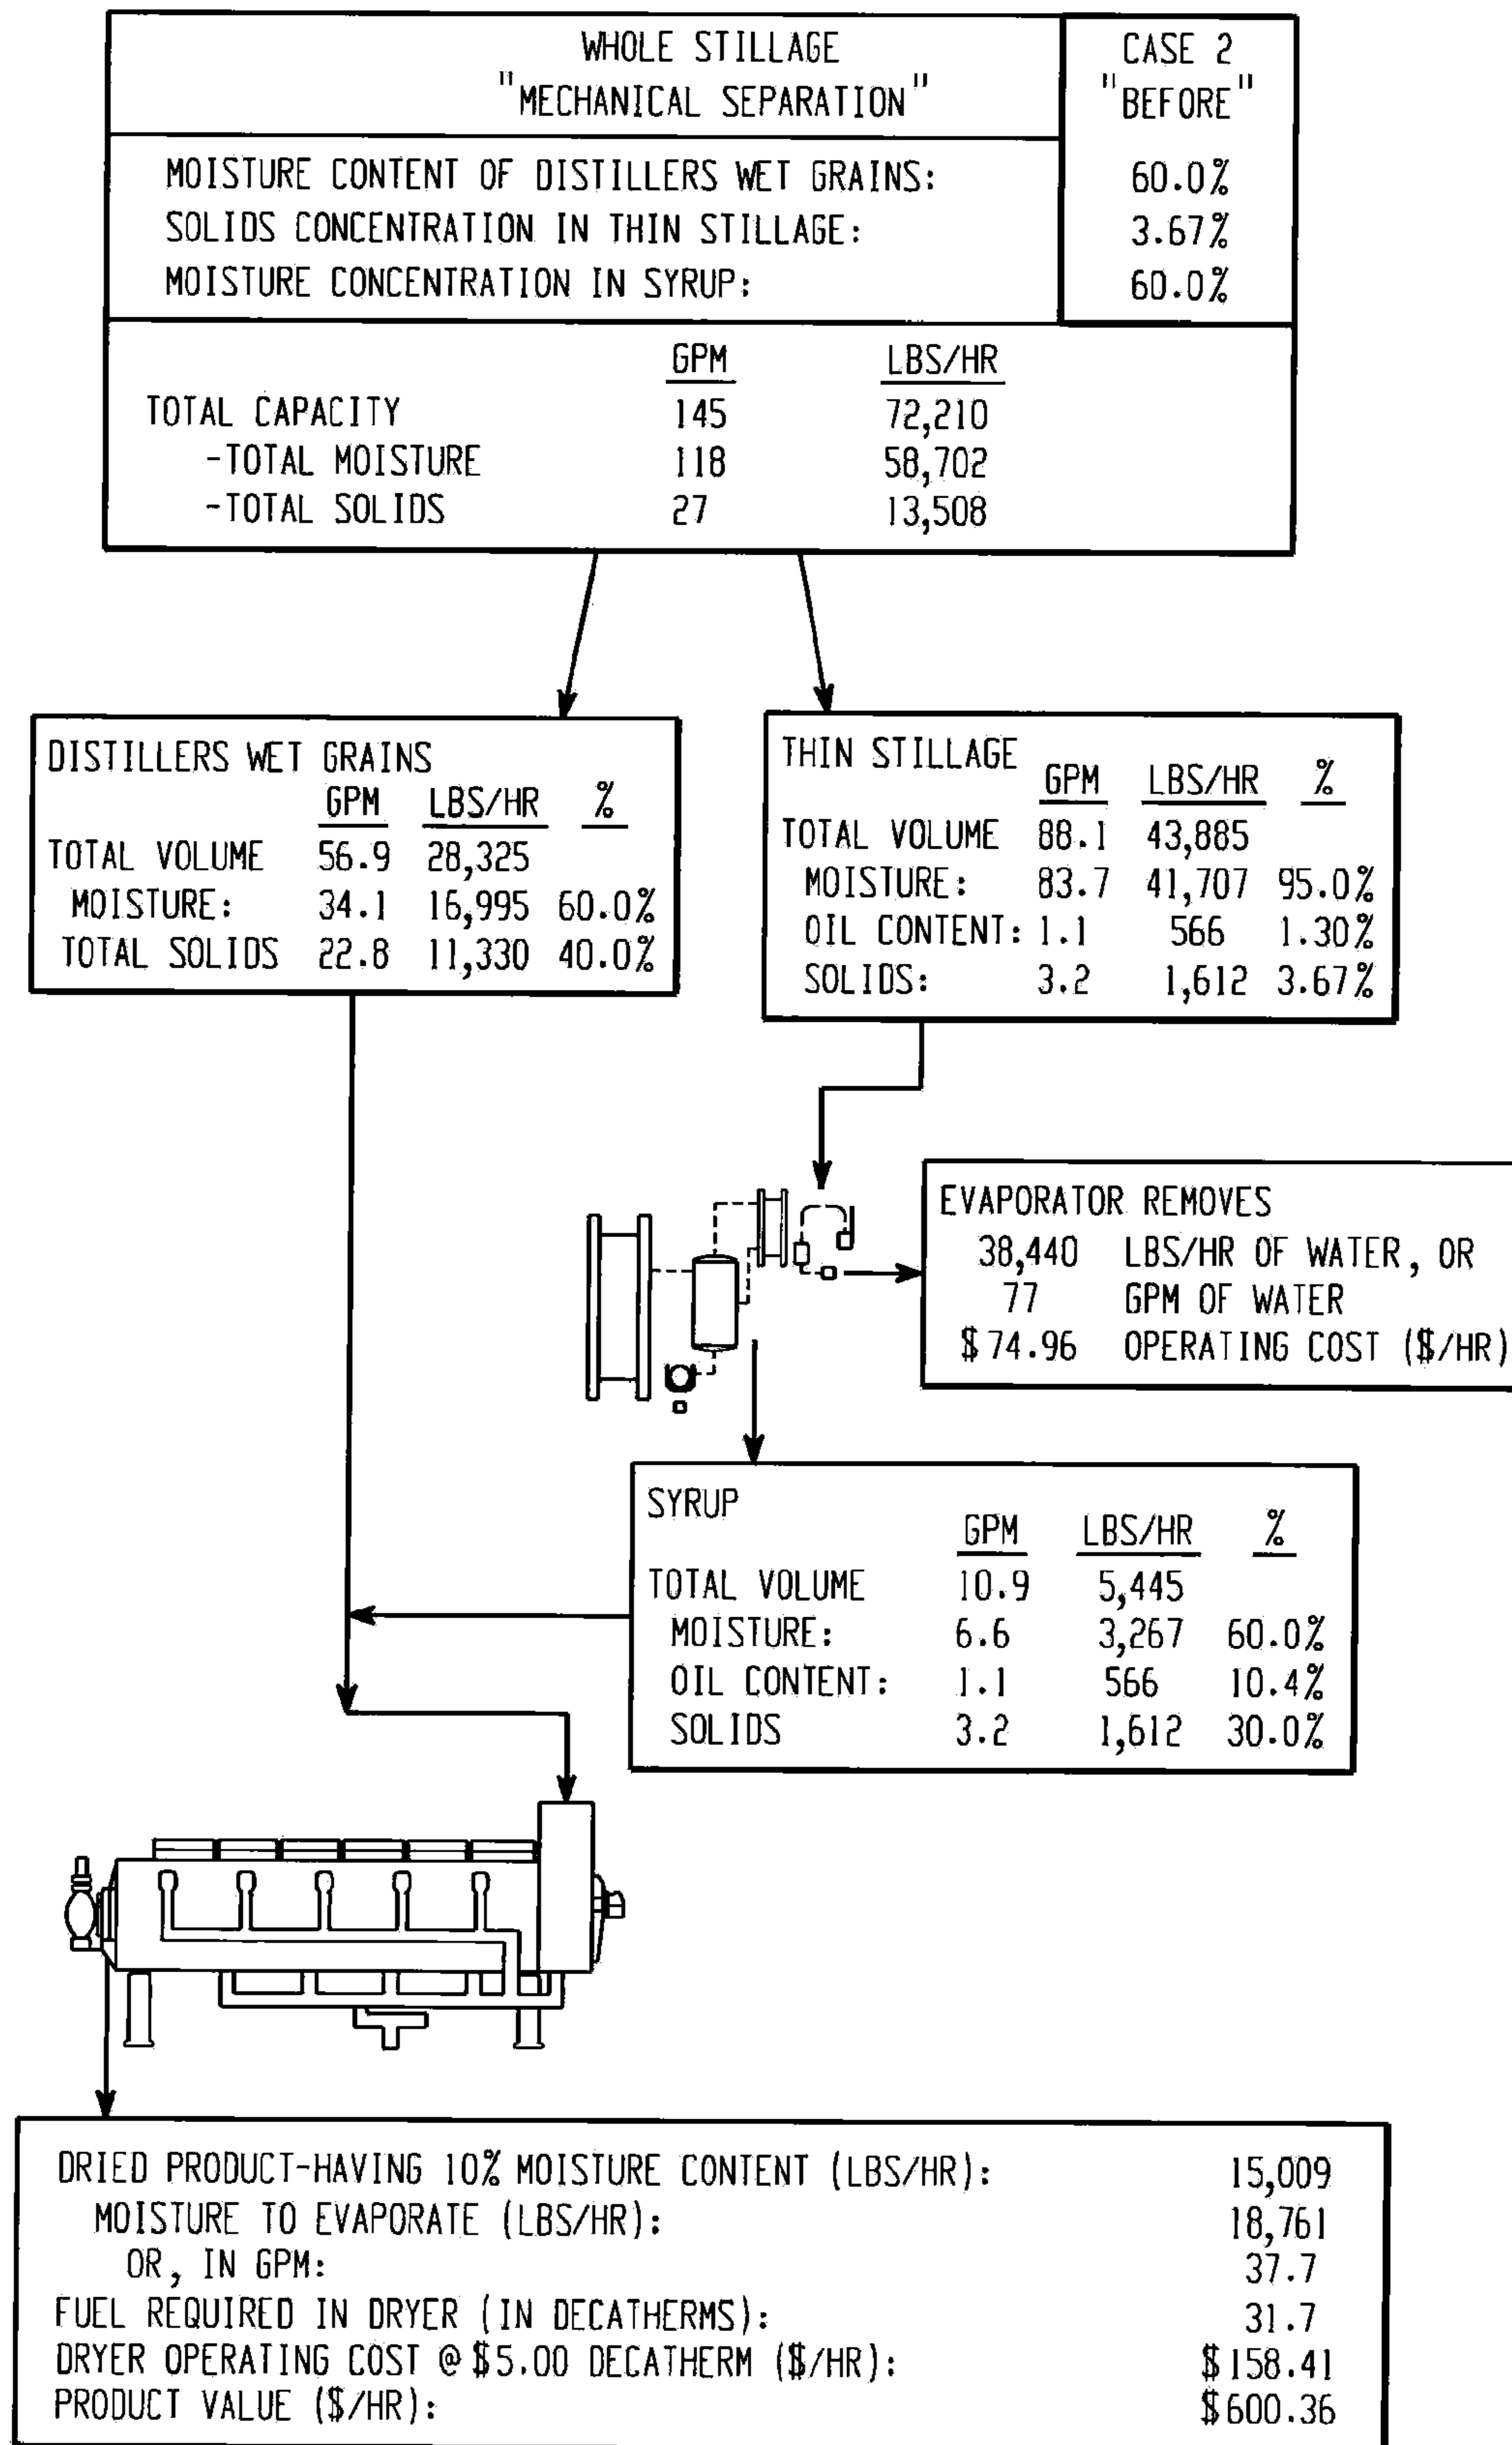 WHOLE STILLAGE
"MECHANICAL SEPARATION"
CASE 2
"BEFORE"
MOISTURE CONTENT OF DISTILLERS WET GRAINS: 60.0%
SOLIDS CONCENTRATION IN THIN STILLAGE: 3.67%
MOISTURE CONCENTRATION IN SYRUP: 60.0%
GPM LBS/HR
TOTAL CAPACITY 145 72,210
-TOTAL MOISTURE 118 58,702
-TOTAL SOLIDS 27 13,508
DISTILLERS WET GRAINS
GPM LBS/HR %
TOTAL VOLUME 56.9 28,325
MOISTURE: 34.1 16,995 60.0%
TOTAL SOLIDS 22.8 11,330 40.0%
THIN STILLAGE
GPM LBS/HR %
TOTAL VOLUME 88.1 43,885
MOISTURE: 83.7 41,707 95.0%
OIL CONTENT: 1.1 566 1.30%
SOLIDS: 3.2 1,612 3.67%
EVAPORATOR REMOVES
38,440 LBS/HR OF WATER, OR
77 GPM OF WATER
$74.96 OPERATING COST ($/HR)
SYRUP
GPM LBS/HR %
TOTAL VOLUME 10.9 5,445
MOISTURE: 6.6 3,267 60.0%
OIL CONTENT: 1.1 566 10.4%
SOLIDS 3.2 1,612 30.0%
DRIED PRODUCT-HAVING 10% MOISTURE CONTENT (LBS/HR): 15,009
MOISTURE TO EVAPORATE (LBS/HR): 18,761
OR, IN GPM: 37.7
FUEL REQUIRED IN DRYER (IN DECATHERMS): 31.7
DRYER OPERATING COST @ $5.00 DECATHERM ($/HR): $158.41
PRODUCT VALUE ($/HR): $600.36